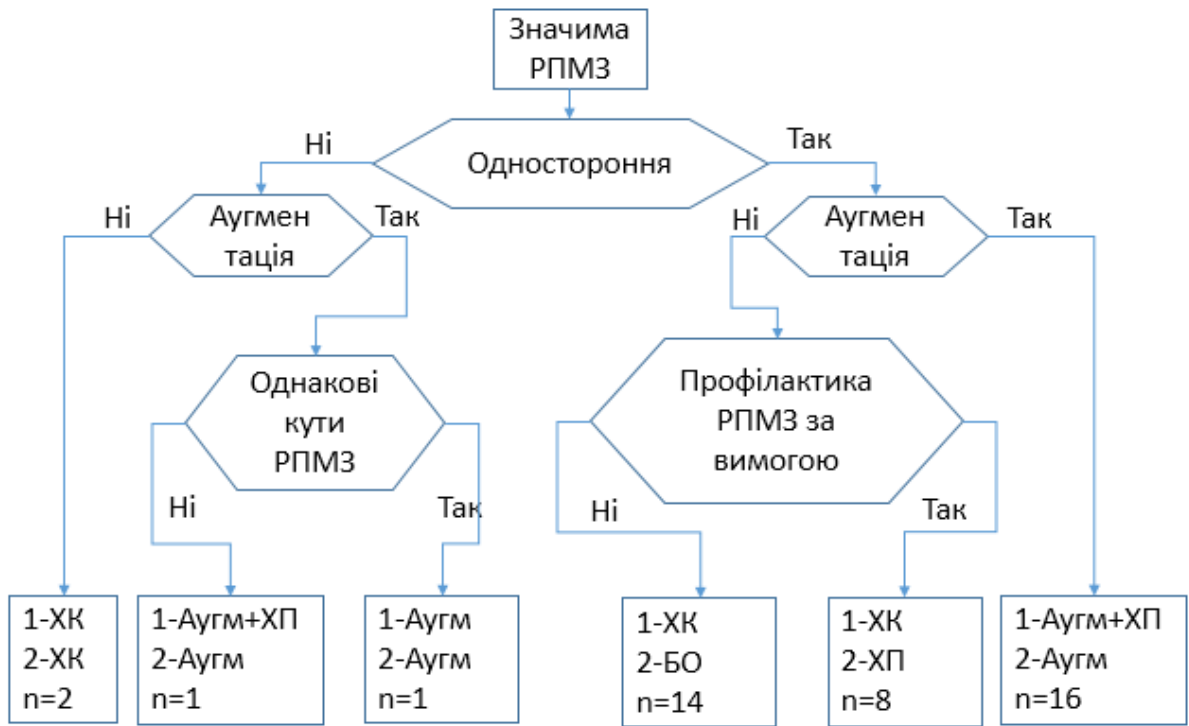 Значима
РПМЗ
Ні
Одностороння
Так
Ні
Аугмен
тація
Так
Ні
Аугмен
тація
Так
Однакові
кути
РПМЗ
Профілактика
РПМЗ за
вимогою
Ні
Так
Ні
Так
1-ХК
2-ХК
n=2
1-Аугм+ХП
2-Аугм
n=1
1-Аугм
2-Аугм
n=1
1-ХК
2-БО
n=14
1-ХК
2-ХП
n=8
1-Аугм+ХП
2-Аугм
n=16